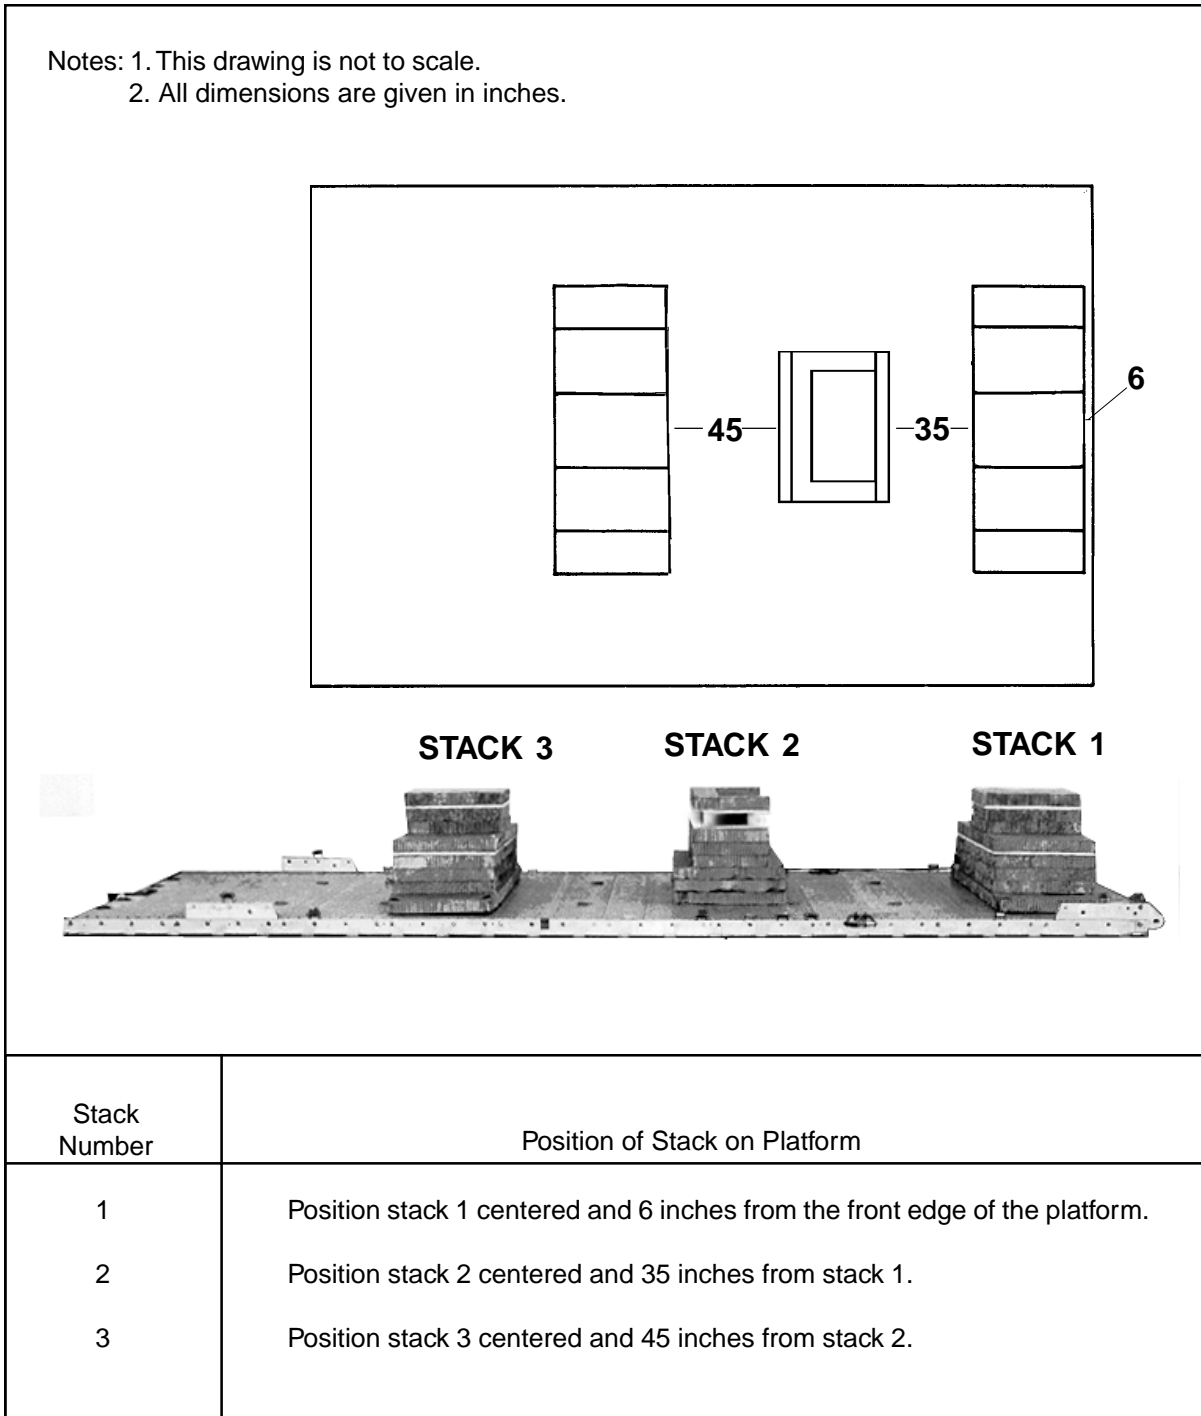 Notes: 1. This drawing is not to scale.
2. All dimensions are given in inches.
6
45
35
STACK 3 STACK 2 STACK 1
Stack
Number
Position of Stack on Platform
1 Position stack 1 centered and 6 inches from the front edge of the platform.
2 Position stack 2 centered and 35 inches from stack 1.
3 Position stack 3 centered and 45 inches from stack 2.